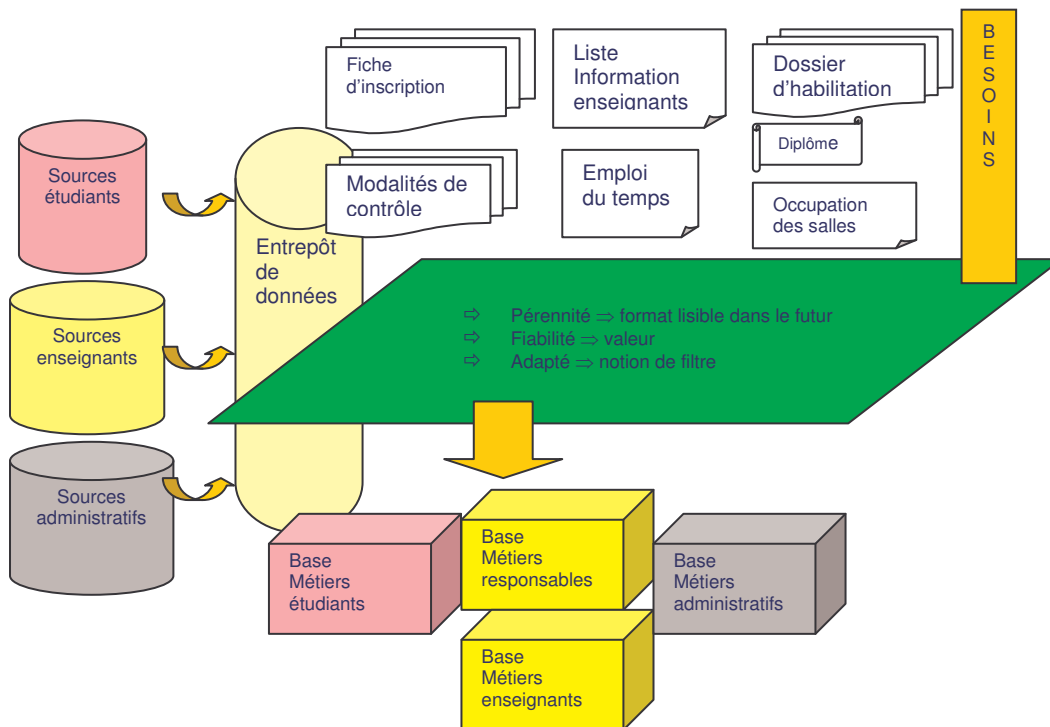 Fiche
d'inscription
Liste
Information
enseignants
Dossier
d'habilitation
BESOINS
Diplôme
Sources
étudiants
Modalités de
contrôle
Emploi
du temps
Occupation
des salles
Entrepôt
de
données
Sources
enseignants
⇨ Pérennité ⇒ format lisible dans le futur
⇨ Fiabilité ⇒ valeur
⇨ Adapté ⇒ notion de filtre
Sources
administratifs
Base
Métiers
étudiants
Base
Métiers
responsables
Base
Métiers
administratifs
Base
Métiers
enseignants